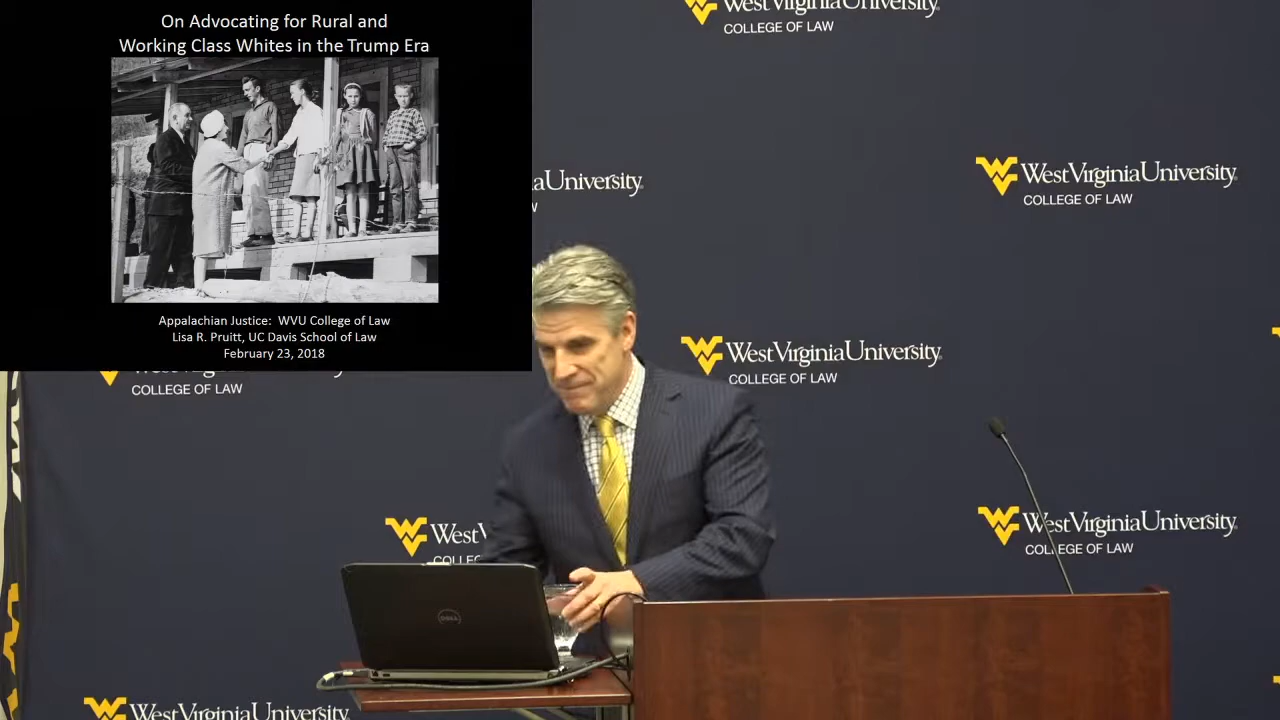 On Advocating for Rural and
Working Class Whites in the Trump Era
Appalachian Justice: WVU College of Law
Lisa R. Pruitt, UC Davis School of Law
February 23, 2018
West Virginia University
COLLEGE OF LAW
University
West Virginia University
COLLEGE OF LAW
West Virginia University
COLLEGE OF LAW
COLLEGE OF LAW
West
West Virginia University
COLLEGE OF LAW
DELL
West Virginia University